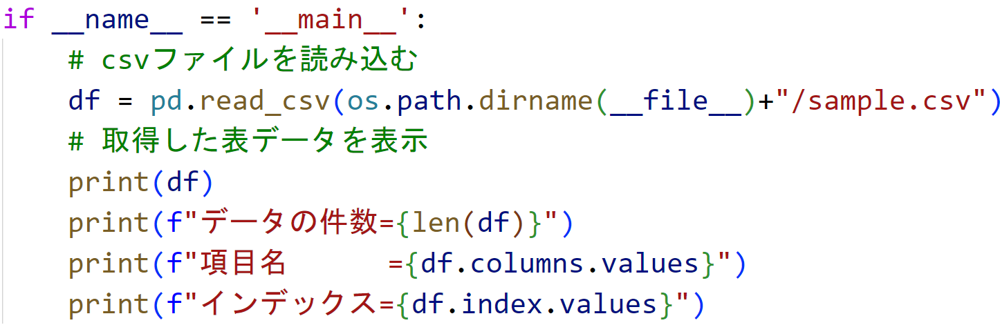 if __name__ == '__main__':
    # csvファイルを読み込む
    df = pd.read_csv(os.path.dirname(__file__)+"/sample.csv")
    # 取得した表データを表示
    print(df)
    print(f"データの件数={len(df)}")
    print(f"項目名      ={df.columns.values}")
    print(f"インデックス={df.index.values}")